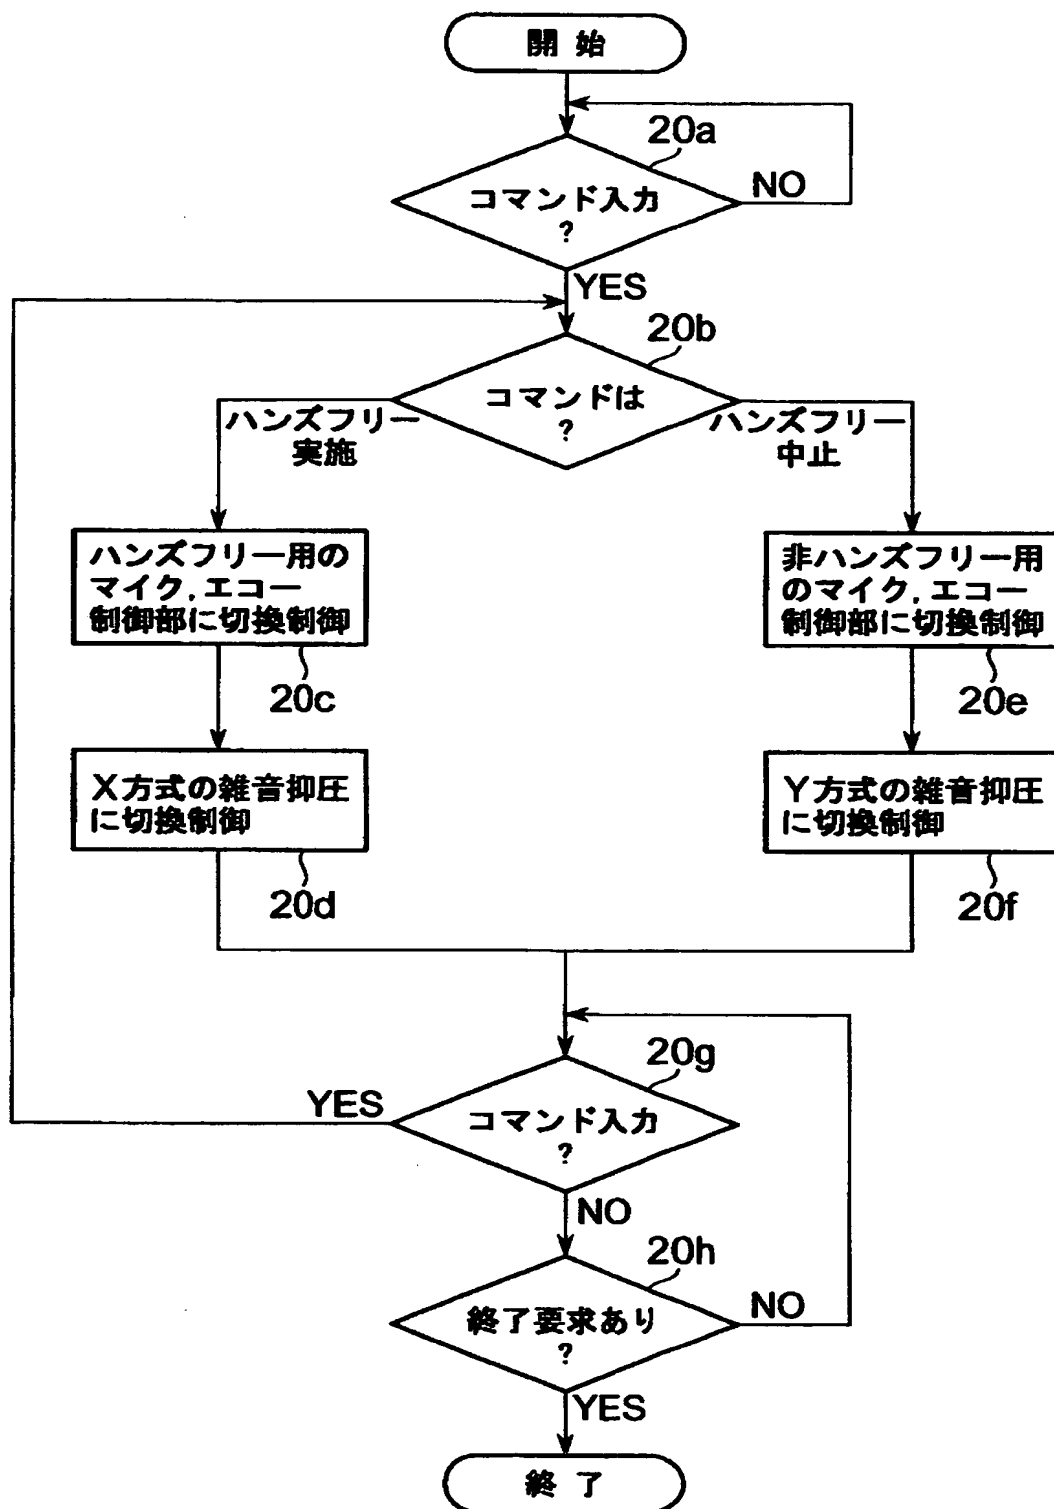 開始
20a
コマンド入力
?
NO
YES
20b
コマンドは
?
ハンズフリー
実施
ハンズフリー
中止
ハンズフリー用の
マイク,エコー
制御部に切換制御
20c
非ハンズフリー用
のマイク,エコー
制御部に切換制御
20e
X方式の雑音抑圧
に切換制御
20d
Y方式の雑音抑圧
に切換制御
20f
20g
コマンド入力
?
YES
NO
20h
終了要求あり
?
NO
YES
終了